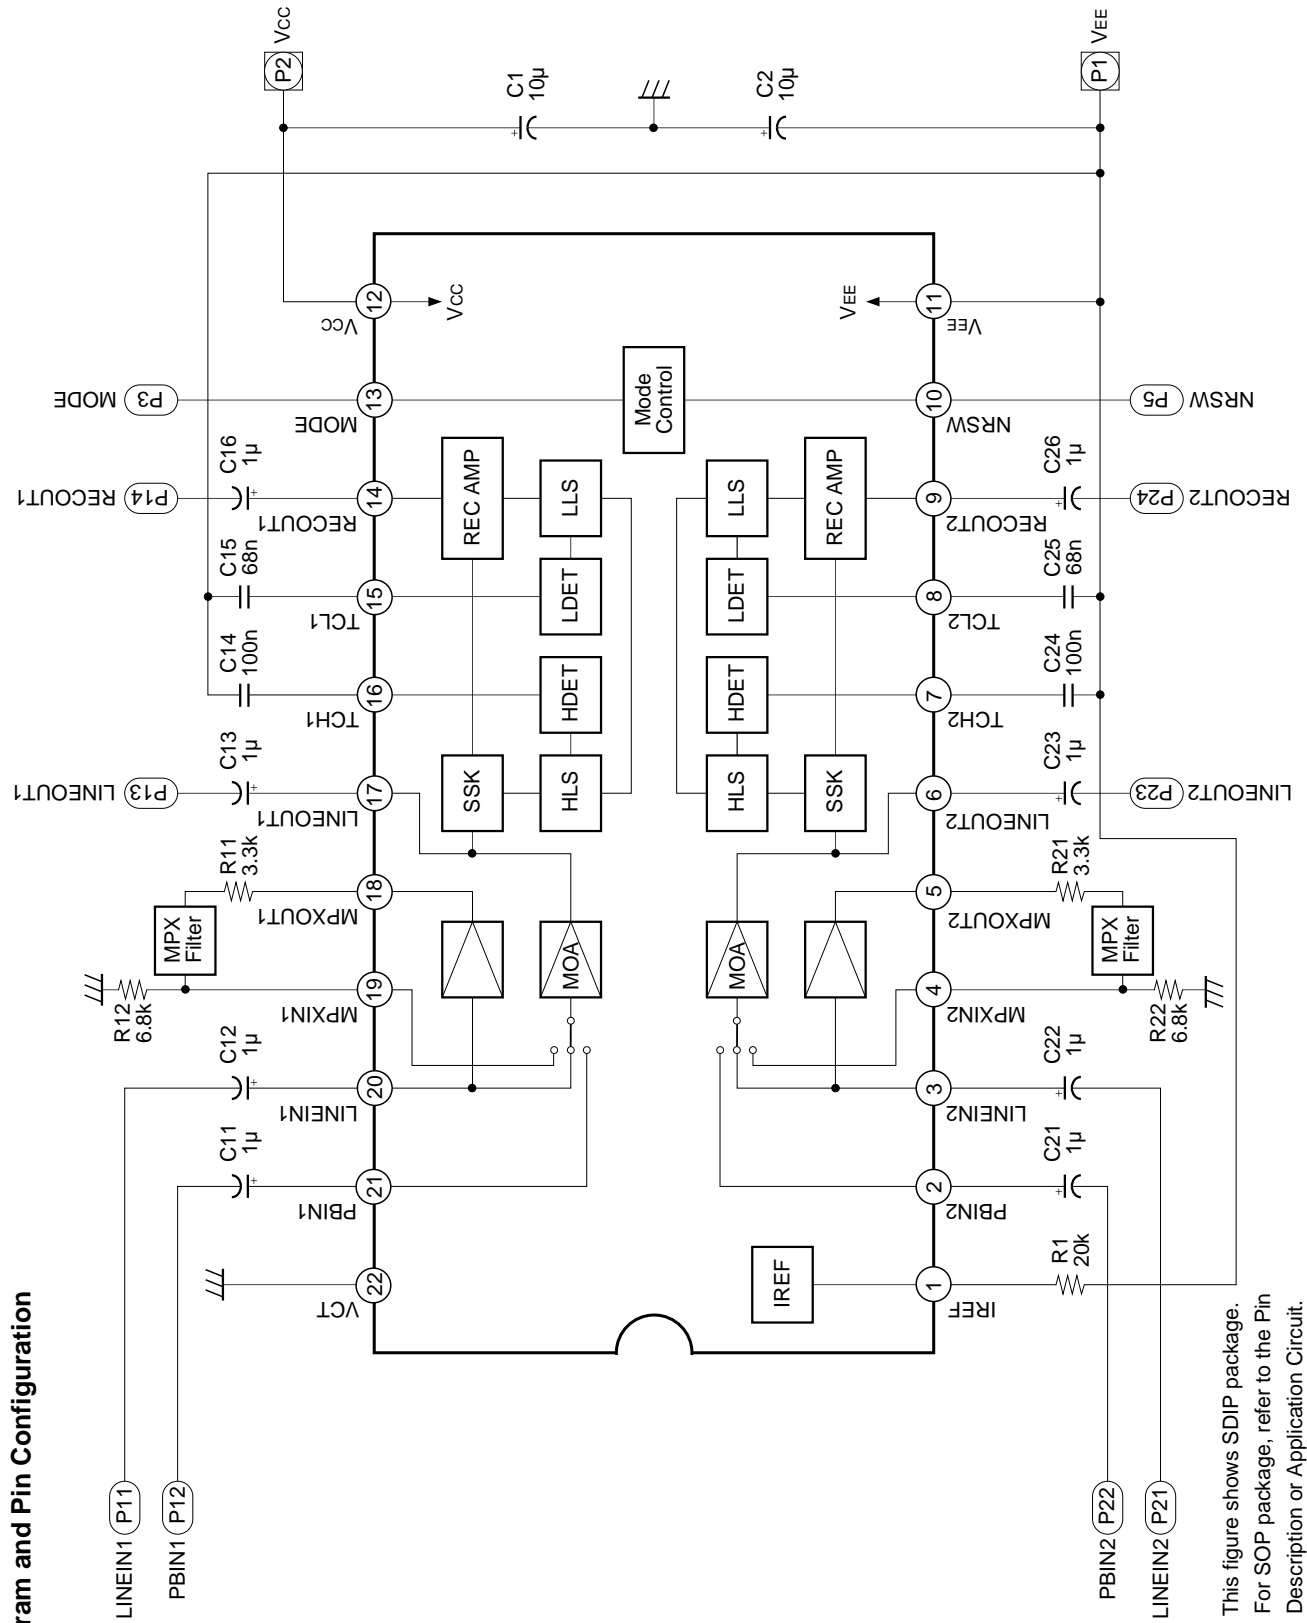 ram and Pin Configuration
LINEIN1 P11
PBIN1 P12
PBIN2 P22
LINEIN2 P21
This figure shows SDIP package.
For SOP package, refer to the Pin
Description or Application Circuit.
22
VCT
C11
1µ
21
PBIN1
C12
1µ
20
LINEIN1
R12
6.8k
19
MPXIN1
MPX
Filter
R11
3.3k
18
MPXOUT1
LINEOUT1 P13
C13
1µ
17
LINEOUT1
C14
100n
16
TCH1
C15
68n
15
TCL1
RECOUT1 P14
C16
1µ
14
RECOUT1
MODE P3
13
MODE
12
VCC
VCC
P2 VCC
C1
10µ
C2
10µ
P1 VEE
MOA
SSK
HLS
HDET
LDET
LLS
REC AMP
Mode
Control
IREF
MOA
HLS
SSK
HDET
LDET
LLS
REC AMP
VEE
1
IREF
R1
20k
2
PBIN2
C21
1µ
3
LINEIN2
C22
1µ
4
MPXIN2
R22
6.8k
MPX
Filter
5
MPXOUT2
R21
3.3k
6
LINEOUT2
C23
1µ
P23 LINEOUT2
7
TCH2
C24
100n
8
TCL2
C25
68n
9
RECOUT2
C26
1µ
P24 RECOUT2
10
NRSW
P5 NRSW
11
VEE